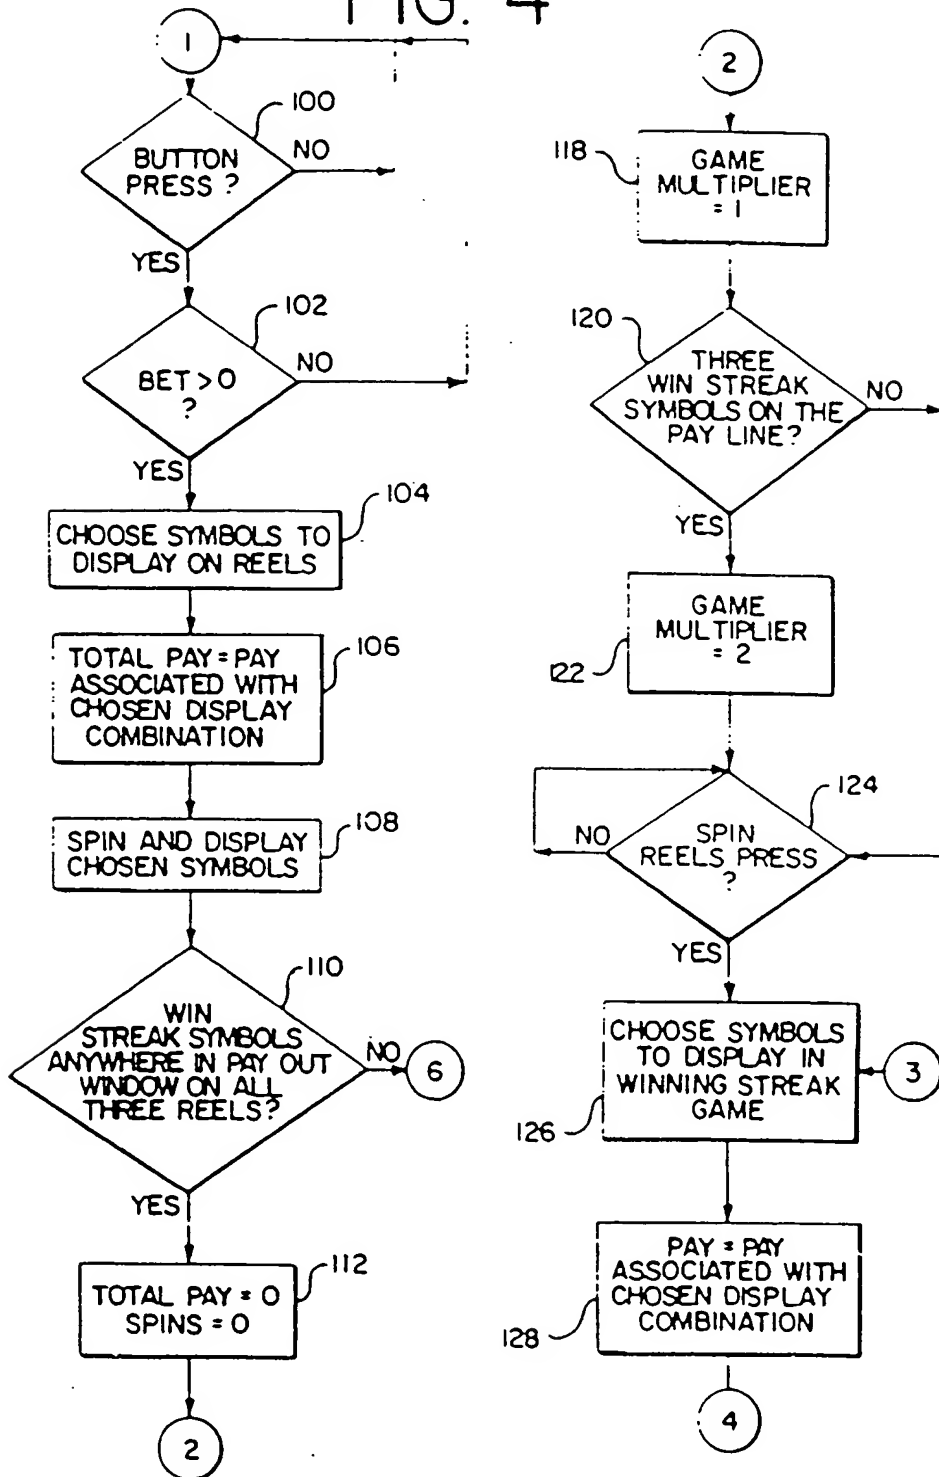 FIG. 4
1
100
BUTTON
PRESS ?
NO
YES
102
BET > 0
?
NO
YES
104
CHOOSE SYMBOLS TO
DISPLAY ON REELS
106
TOTAL PAY = PAY
ASSOCIATED WITH
CHOSEN DISPLAY
COMBINATION
108
SPIN AND DISPLAY
CHOSEN SYMBOLS
110
WIN
STREAK SYMBOLS
ANYWHERE IN PAY OUT
WINDOW ON ALL
THREE REELS?
NO
6
YES
112
TOTAL PAY = 0
SPINS = 0
2
2
118
GAME
MULTIPLIER
= 1
120
THREE
WIN STREAK
SYMBOLS ON THE
PAY LINE?
NO
YES
GAME
MULTIPLIER
= 2
122
124
SPIN
REELS PRESS
?
NO
YES
CHOOSE SYMBOLS
TO DISPLAY IN
WINNING STREAK
GAME
3
126
PAY = PAY
ASSOCIATED WITH
CHOSEN DISPLAY
COMBINATION
128
4